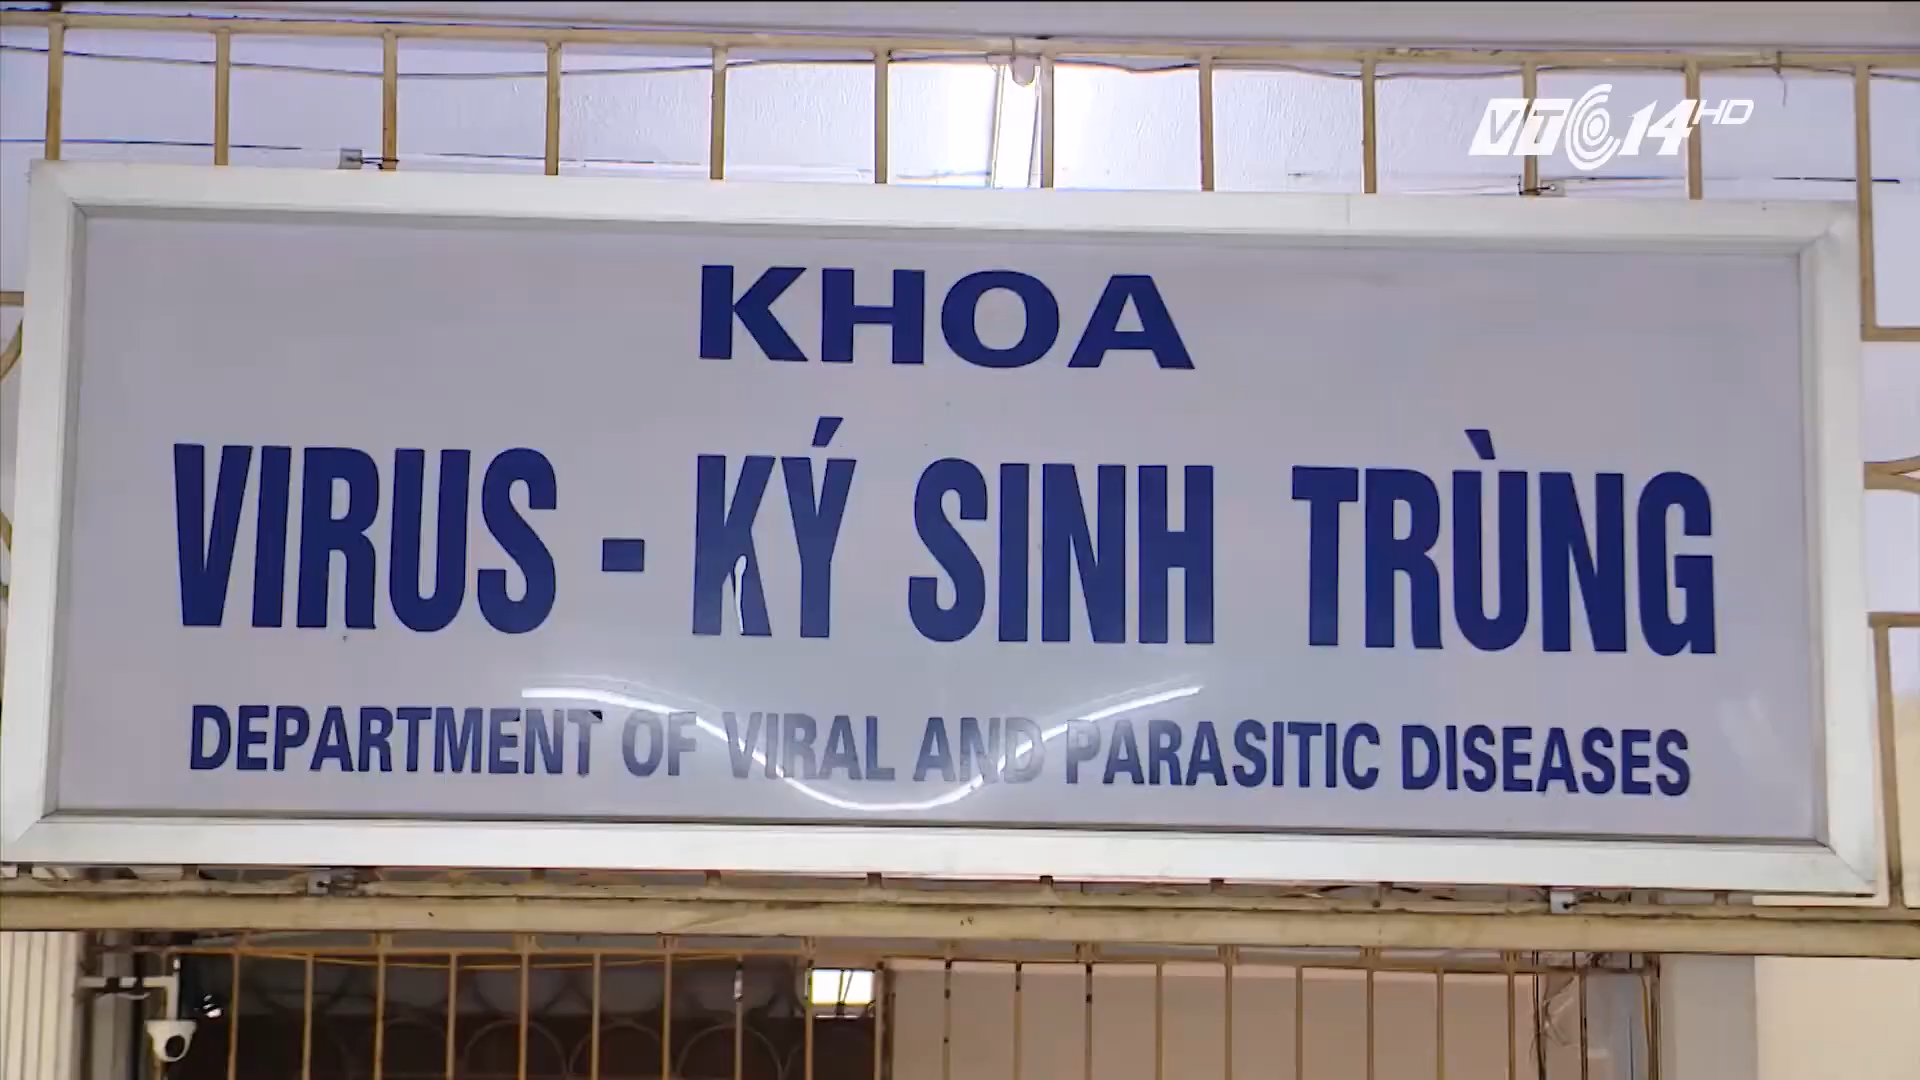 VTC14 HD
KHOA
VIRUS - KÝ SINH TRÙNG
DEPARTMENT OF VIRAL AND PARASITIC DISEASES